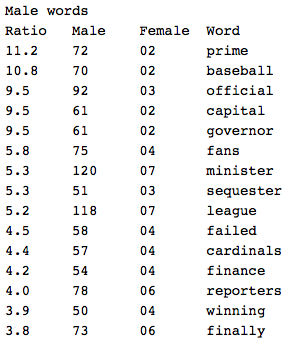 Male words
Ratio Male Female Word
11.2 72 02 prime
10.8 70 02 baseball
9.5 92 03 official
9.5 61 02 capital
9.5 61 02 governor
5.8 75 04 fans
5.3 120 07 minister
5.3 51 03 sequester
5.2 118 07 league
4.5 58 04 failed
4.4 57 04 cardinals
4.2 54 04 finance
4.0 78 06 reporters
3.9 50 04 winning
3.8 73 06 finally